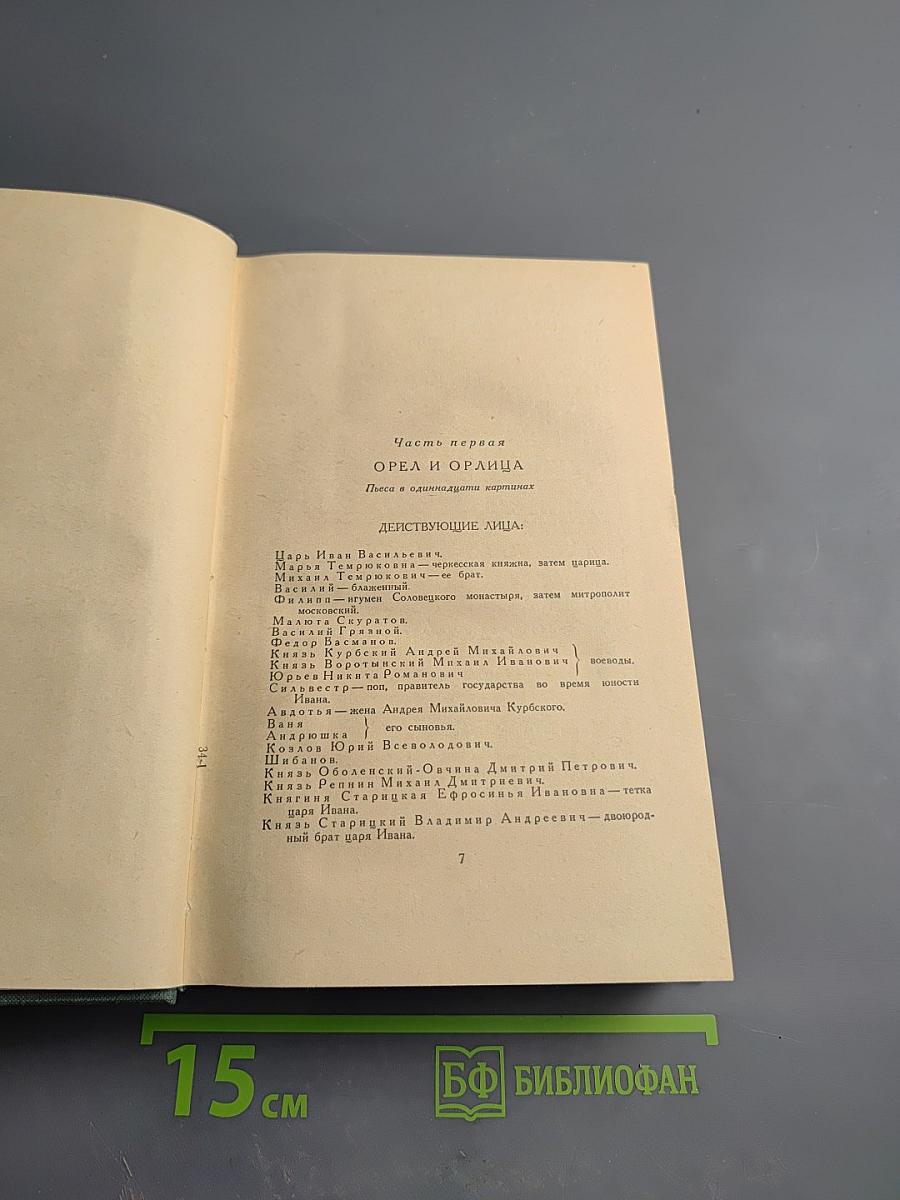 Часть первая
ОРЕЛ И ОРЛИЦА
Пьеса в одиннадцати картинах
ДЕЙСТВУЮЩИЕ ЛИЦА:
Царь Иван Васильевич.
Марья Темрюковна — черкесская княжна, затем царица.
Михаил Темрюкович — ее брат.
Василий — блаженный.
Филипп — игумен Соловецкого монастыря, затем митрополит
московский.
Малюта Скуратов.
Василий Грязной.
Федор Басманов.
Князь Курбский Андрей Михайлович
Князь Воротынский Михаил Иванович } воеводы.
Юрьев Никита Романович
Сильвестр — поп, правитель государства во время юности
Ивана.
Авдотья — жена Андрея Михайловича Курбского.
Ваня
Андрюшка } его сыновья.
Козлов Юрий Всеволодович.
Шибанов.
Князь Оболенский-Овчина Дмитрий Петрович.
Князь Репнин Михаил Дмитриевич.
Княгиня Старицкая Ефросинья Ивановна — тетка
царя Ивана.
Князь Старицкий Владимир Андреевич — двоюрод-
ный брат царя Ивана.
7
34-1
15 см
БФ БИБЛИОФАН